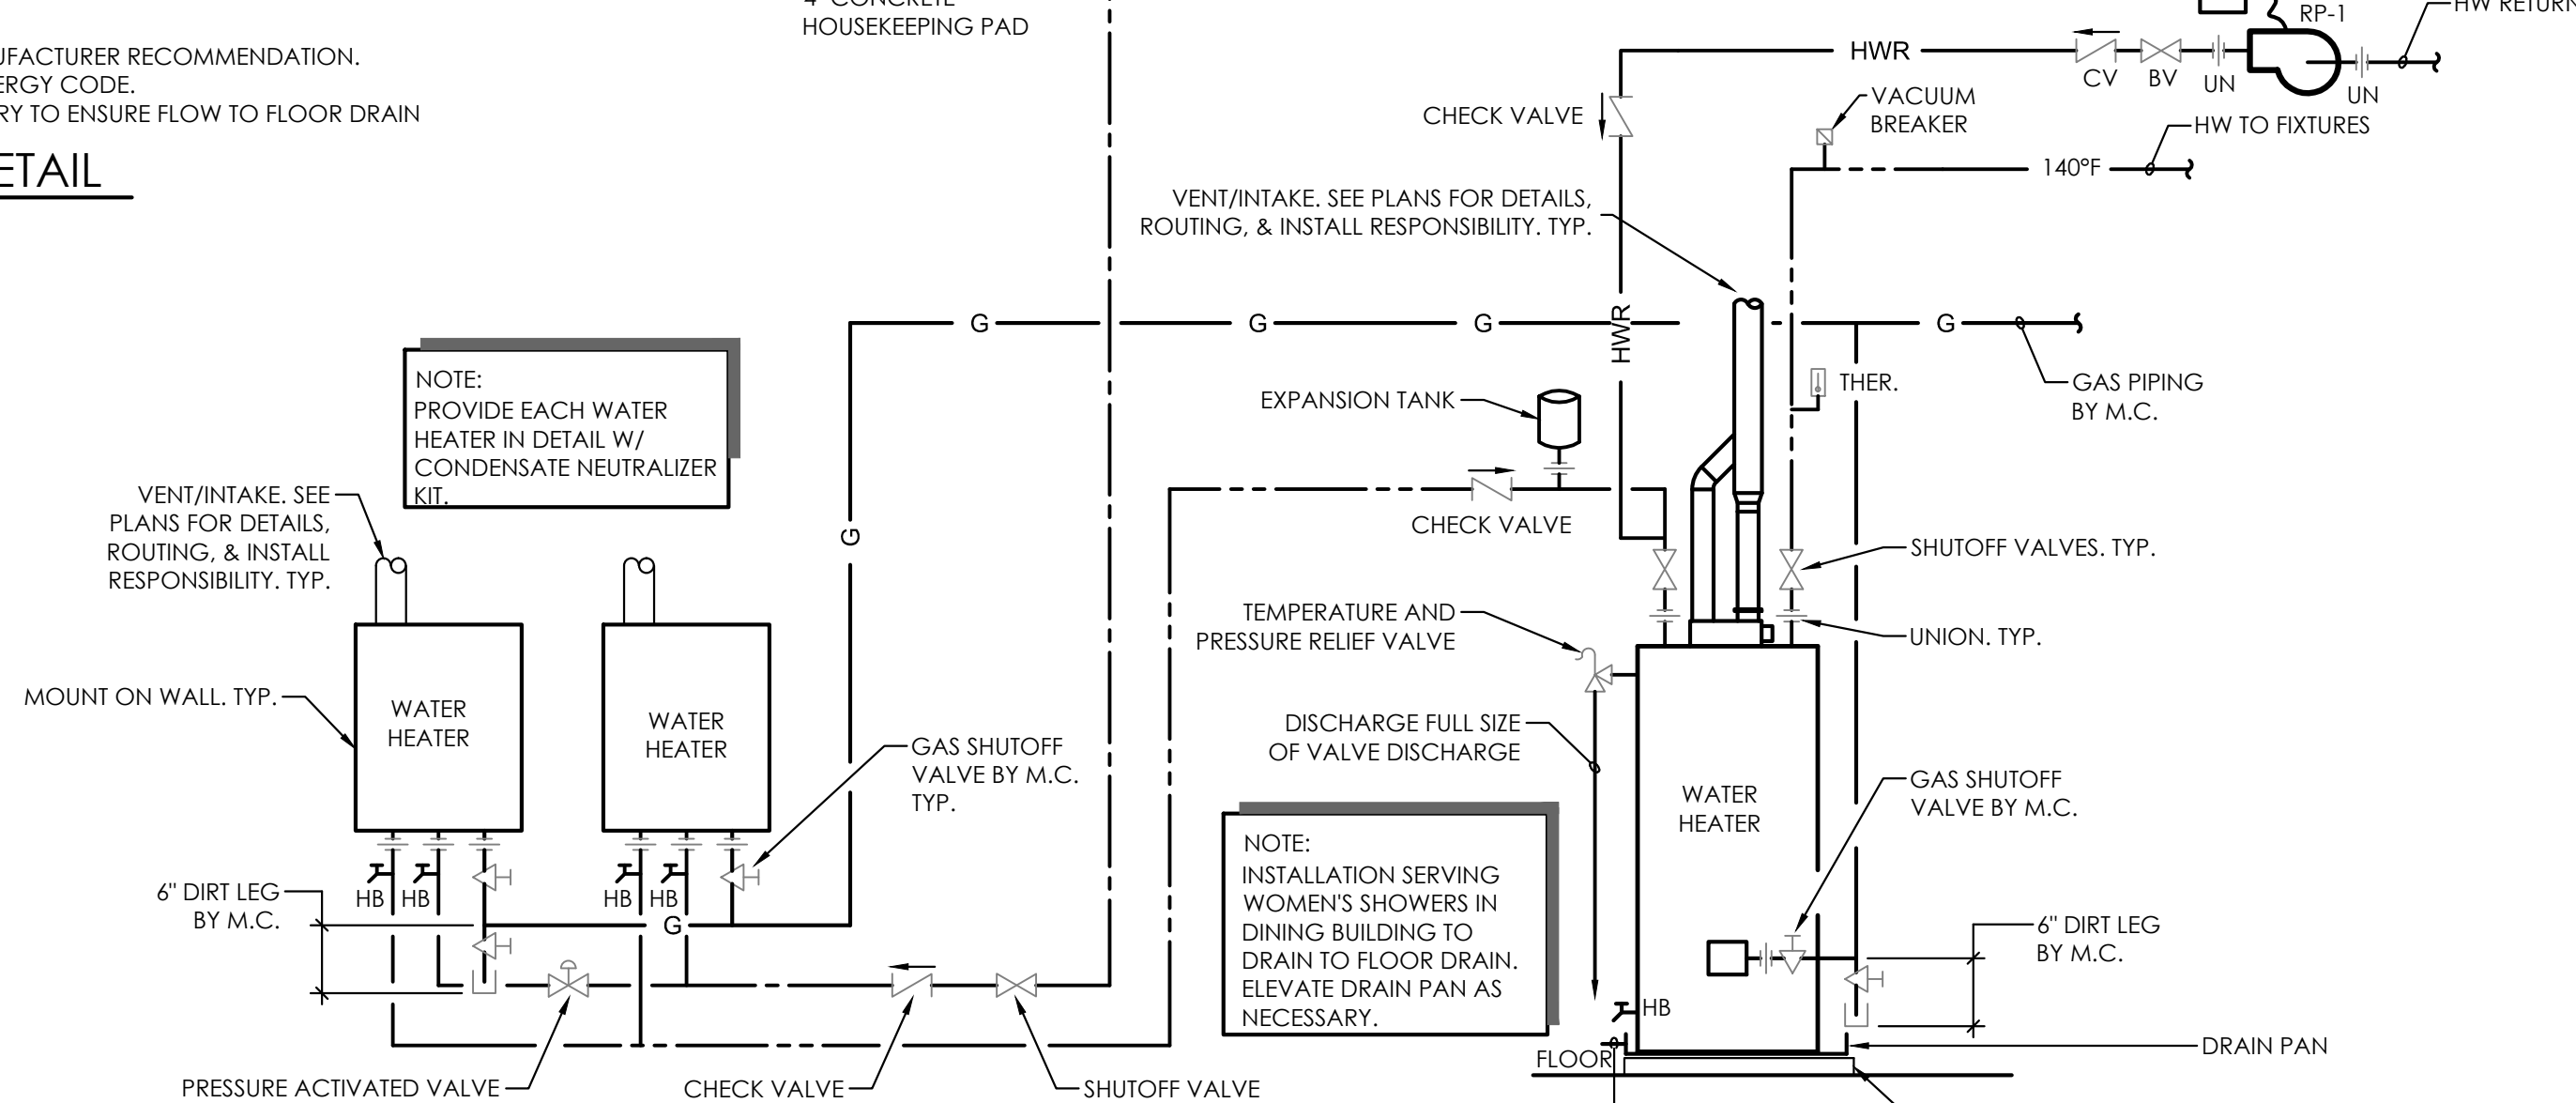 4" CONCRETE
HOUSEKEEPING PAD
RP-1
HW RETURN
UFACTURER RECOMMENDATION.
ERGY CODE.
RY TO ENSURE FLOW TO FLOOR DRAIN
ETAIL
HWR
CV
BV
UN
UN
CHECK VALVE
VACUUM
BREAKER
HW TO FIXTURES
140°F
VENT/INTAKE. SEE PLANS FOR DETAILS,
ROUTING, & INSTALL RESPONSIBILITY. TYP.
G
G
G
HWR
G
NOTE:
PROVIDE EACH WATER
HEATER IN DETAIL W/
CONDENSATE NEUTRALIZER
KIT.
EXPANSION TANK
THER.
GAS PIPING
BY M.C.
VENT/INTAKE. SEE
PLANS FOR DETAILS,
ROUTING, & INSTALL
RESPONSIBILITY. TYP.
G
CHECK VALVE
SHUTOFF VALVES. TYP.
TEMPERATURE AND
PRESSURE RELIEF VALVE
UNION. TYP.
MOUNT ON WALL. TYP.
WATER
HEATER
WATER
HEATER
GAS SHUTOFF
VALVE BY M.C.
TYP.
DISCHARGE FULL SIZE
OF VALVE DISCHARGE
WATER
HEATER
GAS SHUTOFF
VALVE BY M.C.
6" DIRT LEG
BY M.C.
HB
HB
HB
HB
G
NOTE:
INSTALLATION SERVING
WOMEN'S SHOWERS IN
DINING BUILDING TO
DRAIN TO FLOOR DRAIN.
ELEVATE DRAIN PAN AS
NECESSARY.
6" DIRT LEG
BY M.C.
HB
FLOOR
DRAIN PAN
PRESSURE ACTIVATED VALVE
CHECK VALVE
SHUTOFF VALVE